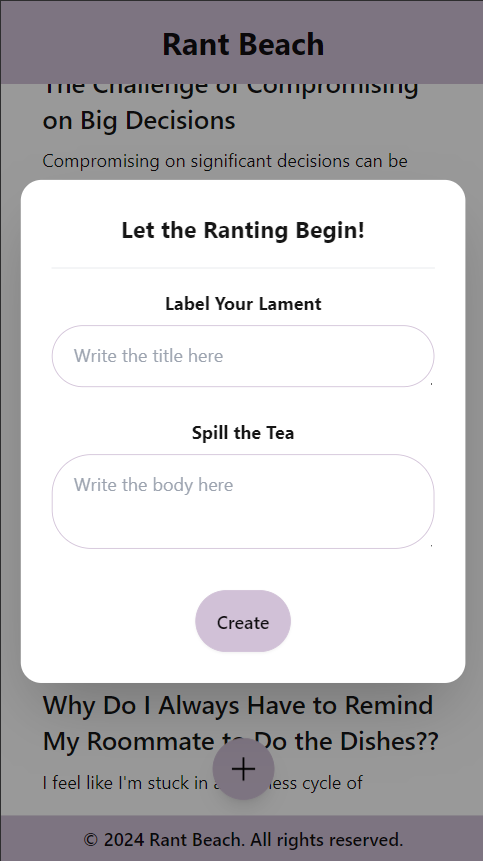 Rant Beach
The Challenge of Compromising
on Big Decisions
Compromising on significant decisions can be
Let the Ranting Begin!
Label Your Lament
Write the title here
Spill the Tea
Write the body here
Create
Why Do I Always Have to Remind
My Roommate to Do the Dishes??
I feel like I'm stuck in a cycle of
© 2024 Rant Beach. All rights reserved.